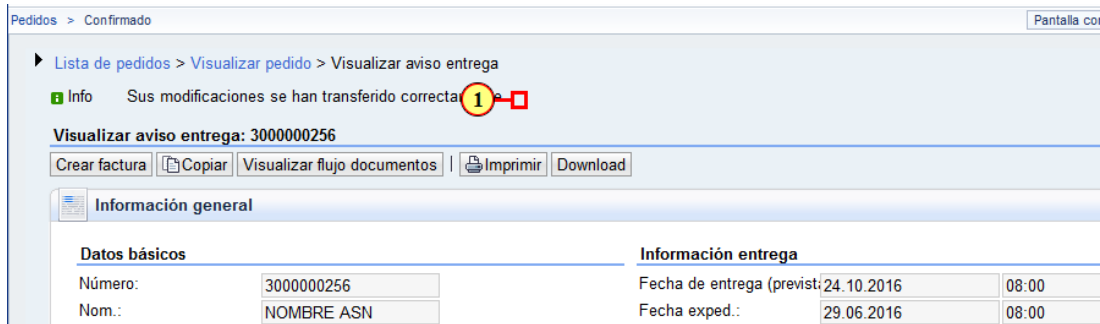 Pedidos > Confirmado Pantalla co
Lista de pedidos > Visualizar pedido > Visualizar aviso entrega
Info Sus modificaciones se han transferido 1
Visualizar aviso entrega: 3000000256
Crear factura Copiar Visualizar flujo documentos | Imprimir Download
Información general
Datos básicos Información entrega
Número: 3000000256 Fecha de entrega (prevista 24.10.2016 08:00
Nom.: NOMBRE ASN Fecha exped.: 29.06.2016 08:00